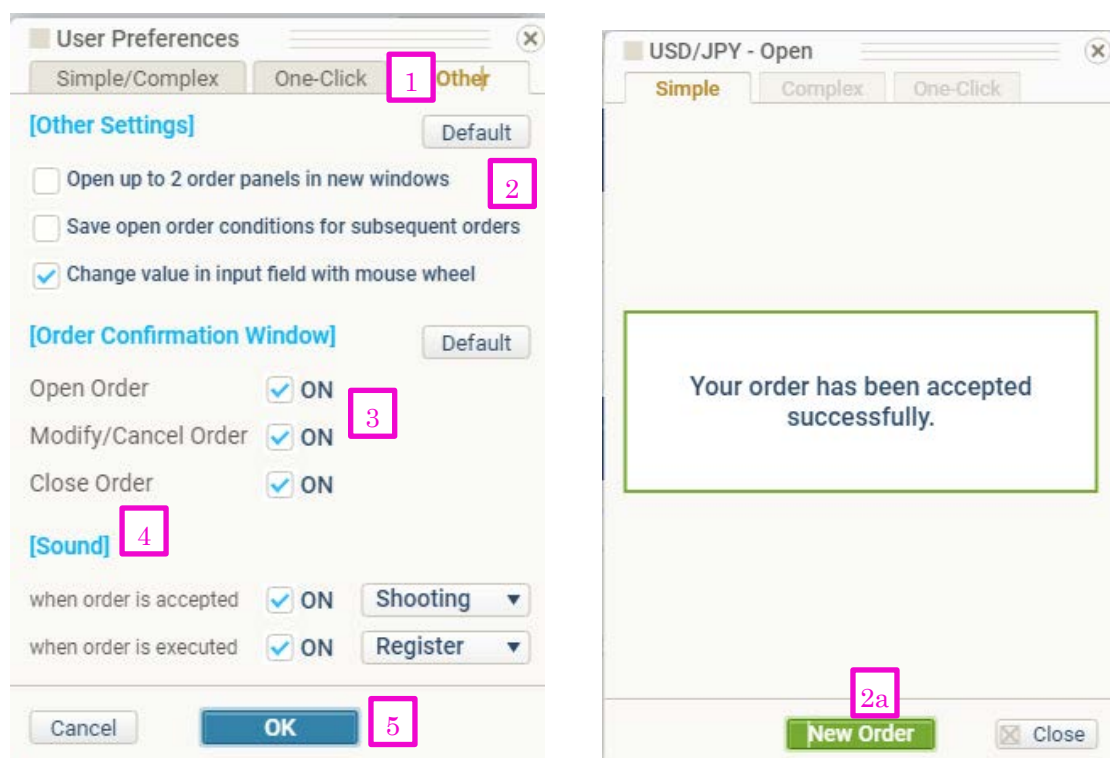 User Preferences
Simple/Complex One-Click 1 Other
[Other Settings] Default
Open up to 2 order panels in new windows 2
Save open order conditions for subsequent orders
Change value in input field with mouse wheel
[Order Confirmation Window] Default
Open Order ON
3
Modify/Cancel Order ON
Close Order ON
4
[Sound]
when order is accepted ON Shooting
when order is executed ON Register
Cancel OK 5
USD/JPY - Open
Simple Complex One-Click
Your order has been accepted
successfully.
2a
New Order Close